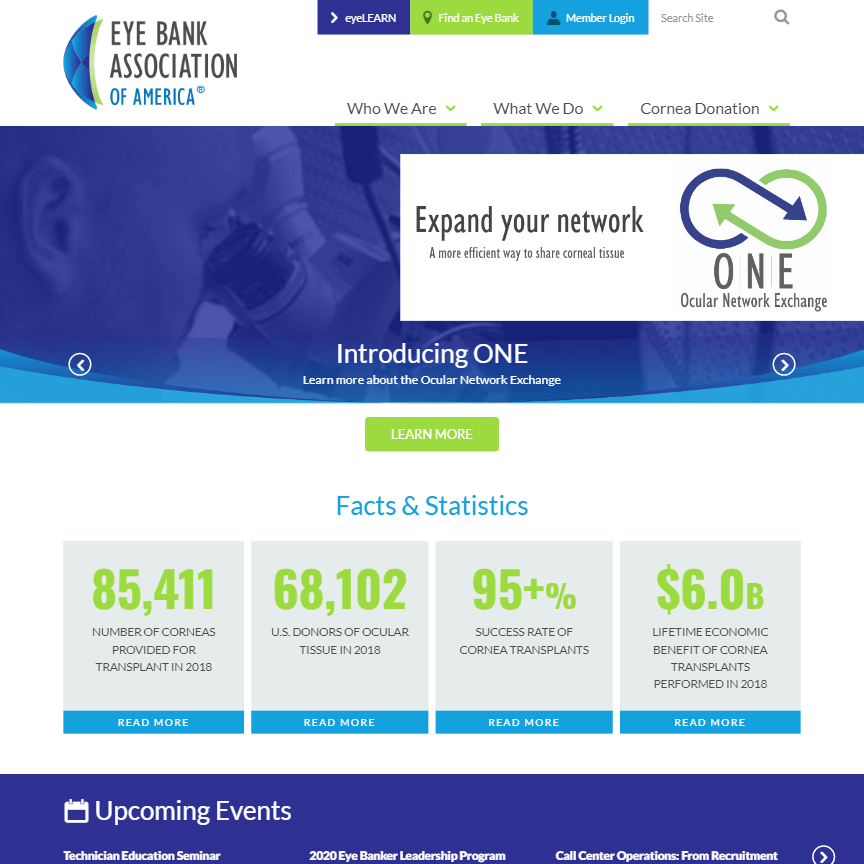 eyeLEARN
Find an Eye Bank
Member Login
Search Site
EYE BANK
ASSOCIATION
OF AMERICA®
Who We Are
What We Do
Cornea Donation
Expand your network
A more efficient way to share corneal tissue
O|N|E
Ocular Network Exchange
Introducing ONE
Learn more about the Ocular Network Exchange
LEARN MORE
Facts & Statistics
85,411
NUMBER OF CORNEAS
PROVIDED FOR
TRANSPLANT IN 2018
READ MORE
68,102
U.S. DONORS OF OCULAR
TISSUE IN 2018
READ MORE
95+%
SUCCESS RATE OF
CORNEA TRANSPLANTS
READ MORE
$6.0B
LIFETIME ECONOMIC
BENEFIT OF CORNEA
TRANSPLANTS
PERFORMED IN 2018
READ MORE
Upcoming Events
Technician Education Seminar
2020 Eye Banker Leadership Program
Call Center Operations: From Recruitment